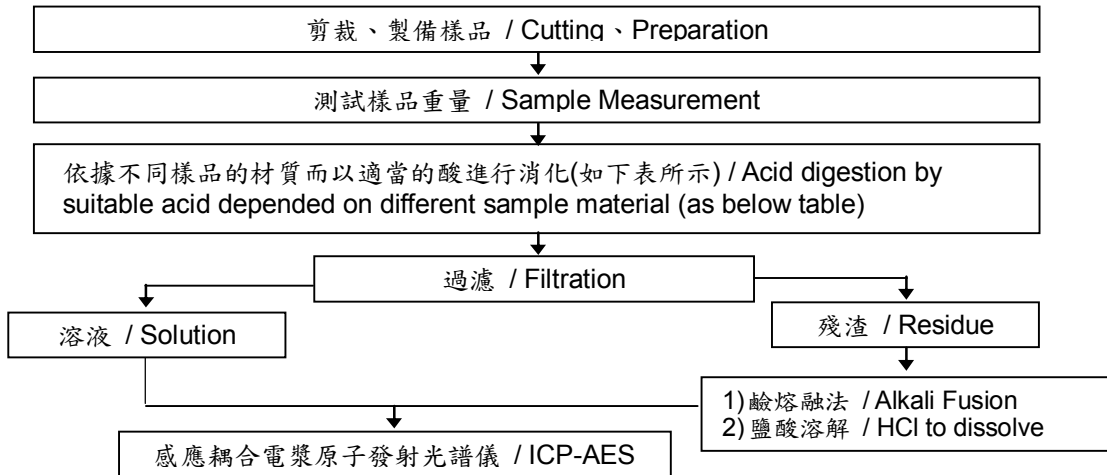 剪裁、製備樣品 / Cutting、Preparation
測試樣品重量 / Sample Measurement
依據不同樣品的材質而以適當的酸進行消化(如下表所示) / Acid digestion by
suitable acid depended on different sample material (as below table)
過濾 / Filtration
溶液 / Solution
殘渣 / Residue
1) 鹼熔融法 / Alkali Fusion
2) 鹽酸溶解 / HCl to dissolve
感應耦合電漿原子發射光譜儀 / ICP-AES